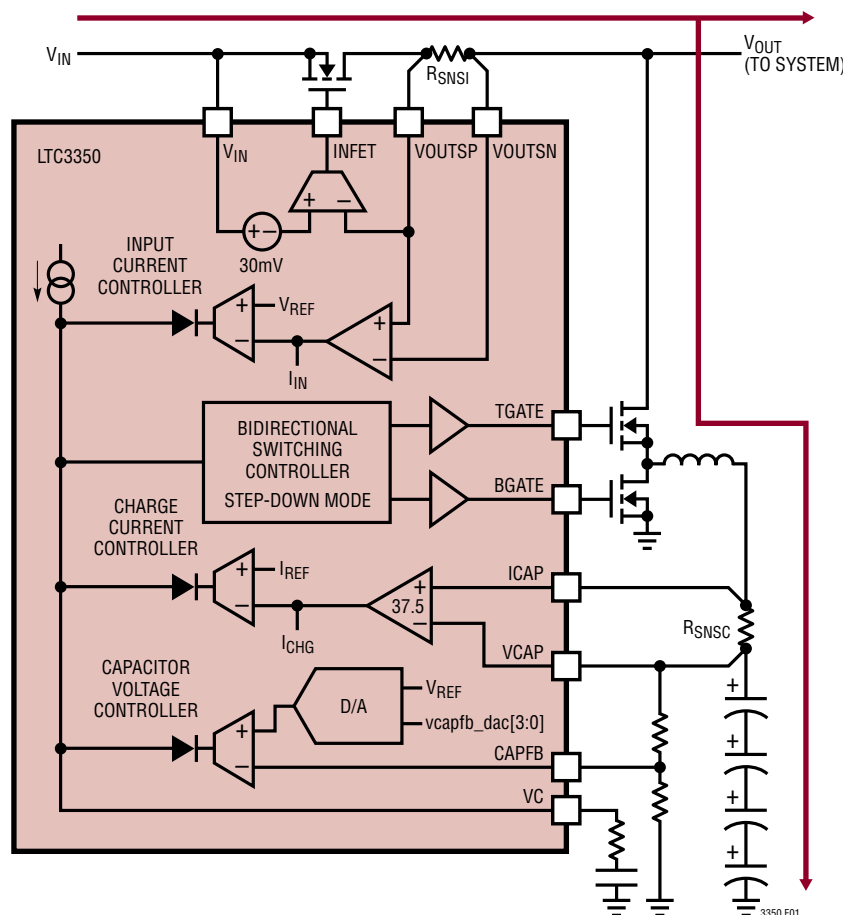 VIN
RSNSI
VOUT
(TO SYSTEM)
LTC3350
VIN
INFET
VOUTSP
VOUTSN
+ −
+ −
30mV
INPUT
CURRENT
CONTROLLER
+
−
VREF
IIN
+
−
BIDIRECTIONAL
SWITCHING
CONTROLLER
STEP-DOWN MODE
TGATE
BGATE
CHARGE
CURRENT
CONTROLLER
+
−
IREF
ICHG
+
37.5
−
ICAP
VCAP
RSNSC
CAPACITOR
VOLTAGE
CONTROLLER
+
−
D/A
VREF
vcapfb_dac[3:0]
CAPFB
VC
+
+
+
+
3350 F01